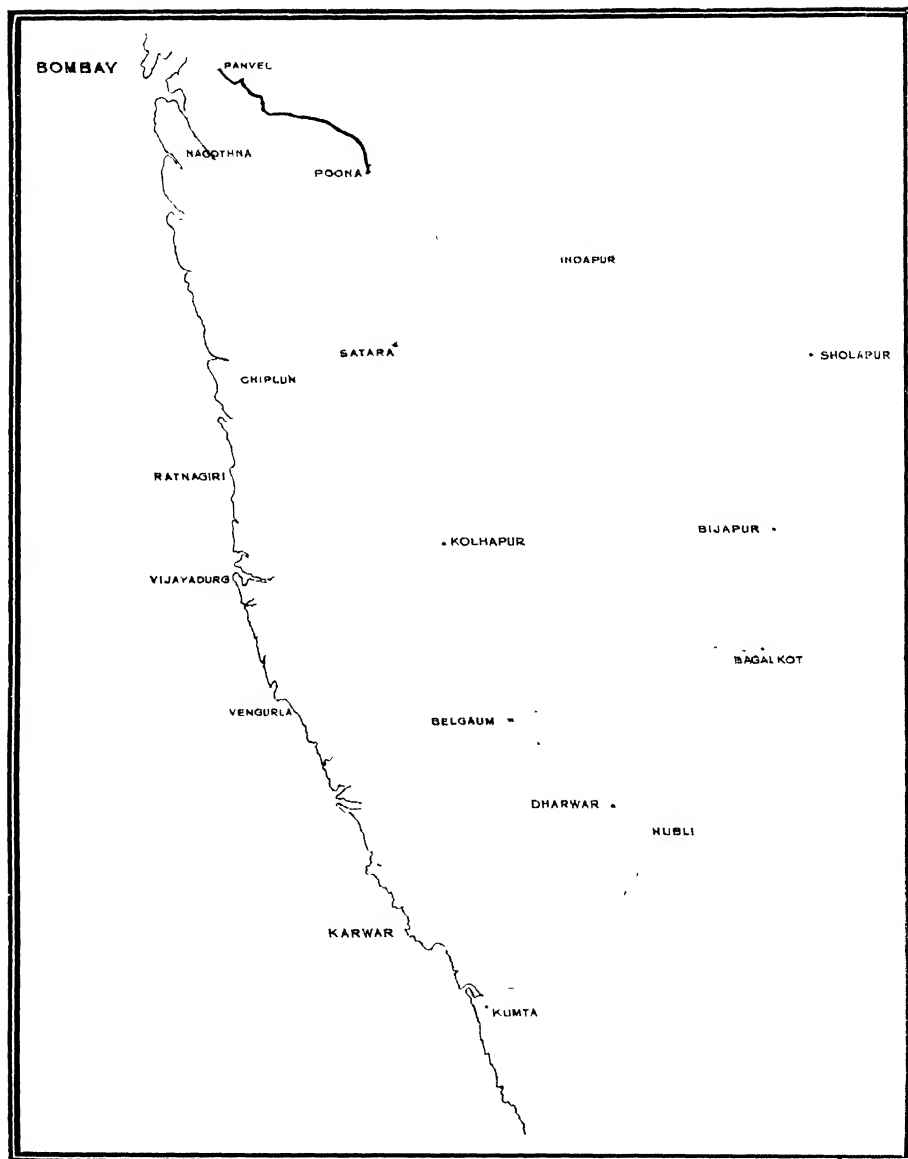 BOMBAY
PANVEL
NAGOTHNA
POONA
INDAPUR
SATARA
SHOLAPUR
CHIPLUN
RATNAGIRI
BIJAPUR
KOLHAPUR
VIJAYADURG
BAGALKOT
VENGURLA
BELGAUM
DHARWAR
HUBLI
KARWAR
KUMTA